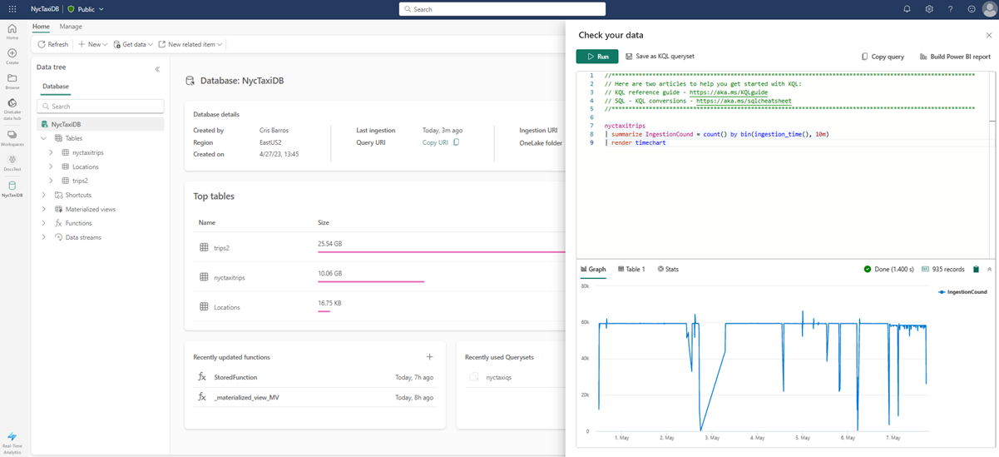 NycTaxiDB
Public
Search
Home
Create
Browse
OneLake
data hub
Workspaces
DocsTest
NycTaxiDB
Real-Time
Analytics
Home
Manage
Refresh
New
Get data
New related item
Data tree
Database
Search
NycTaxiDB
Tables
nyctaxitrips
Locations
trips2
Shortcuts
Materialized views
Functions
Data streams
Database: NycTaxiDB
Database details
Created by Cris Barros
Region EastUS2
Created on 4/27/23, 13:45
Last ingestion Today, 3m ago
Query URI Copy URI
Ingestion URI
OneLake folder
Top tables
Name Size
trips2 25.54 GB
nyctaxitrips 10.06 GB
Locations 16.75 KB
Recently updated functions
StoredFunction Today, 7h ago
_materialized_view_MV Today, 8h ago
Recently used Querysets
nyctaxiqs
Check your data
Run
Save as KQL queryset
Copy query
Build Power BI report
1 //***********************************************************************************************************
2 // Here are two articles to help you get started with KQL:
3 // KQL reference guide - https://aka.ms/KQLguide
4 // SQL - KQL conversions - https://aka.ms/sqlcheatsheet
5 //***********************************************************************************************************
6
7 nyctaxitrips
8 | summarize IngestionCound = count() by bin(ingestion_time(), 10m)
9 | render timechart
Graph
Table 1
Stats
Done (1.400 s)
935 records
80k
60k
40k
20k
0
1. May 2. May 3. May 4. May 5. May 6. May 7. May
IngestionCound